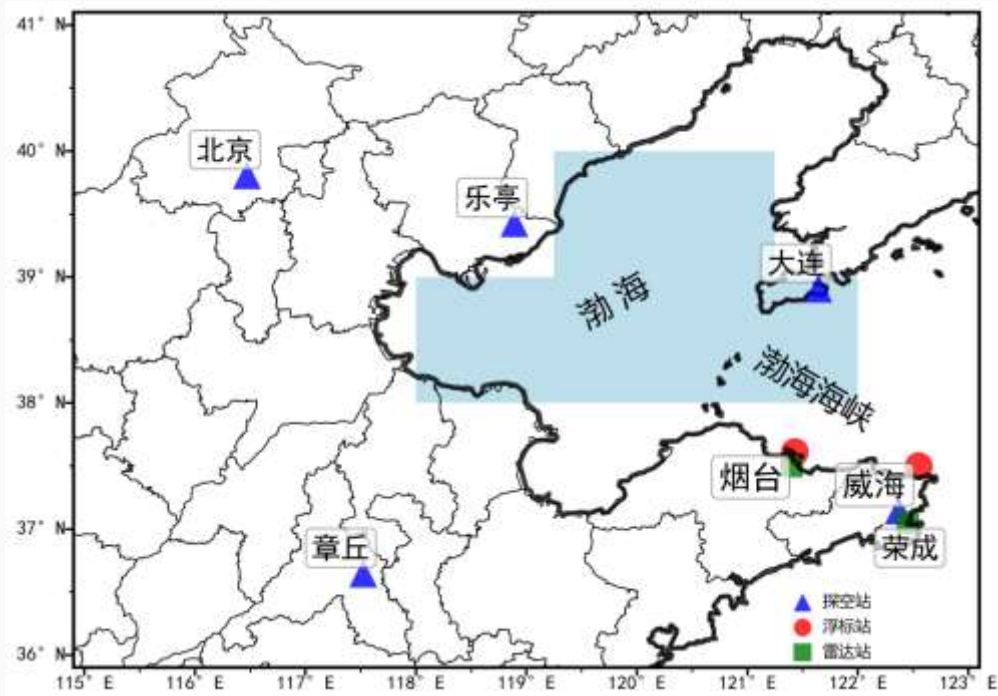 41° N
40° N
39° N
38° N
37° N
36° N
北京
乐亭
大连
渤海
渤海海峡
烟台
威海
荣成
章丘
探空站
浮标站
雷达站
115° E
116° E
117° E
118° E
119° E
120° E
121° E
122° E
123° E